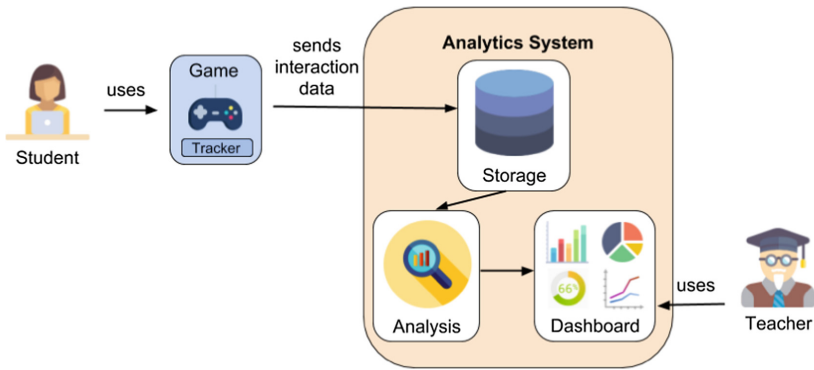 Analytics System
sends
interaction
data
uses
Game
Tracker
Student
Storage
Analysis
66%
Dashboard
uses
Teacher